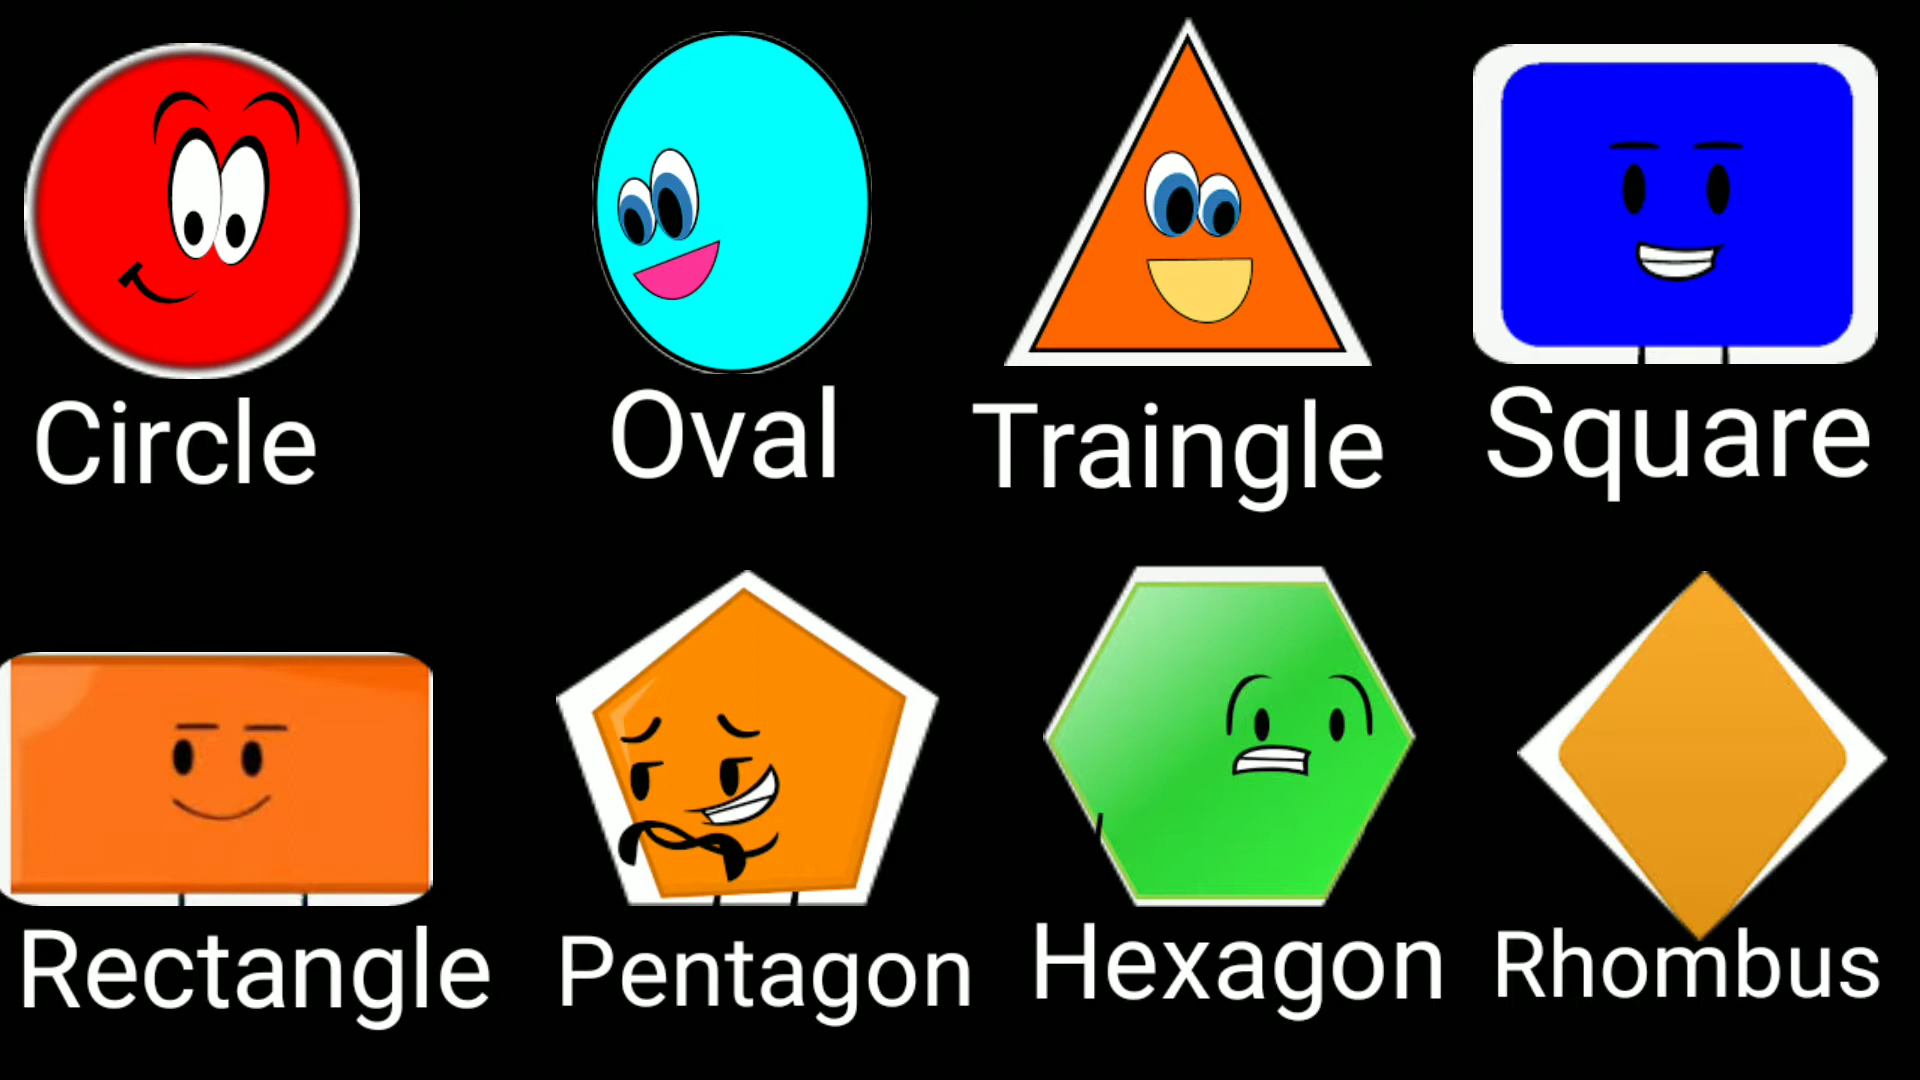 Circle
Oval
Traingle
Square
Rectangle
Pentagon
Hexagon
Rhombus